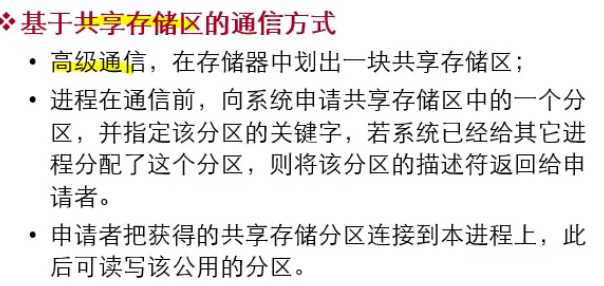 ❖基于共享存储区的通信方式
• 高级通信，在存储器中划出一块共享存储区；
• 进程在通信前，向系统申请共享存储区中的一个分
区，并指定该分区的关键字，若系统已经给其它进
程分配了这个分区，则将该分区的描述符返回给申
请者。
• 申请者把获得的共享存储分区连接到本进程上，此
后可读写该公用的分区。